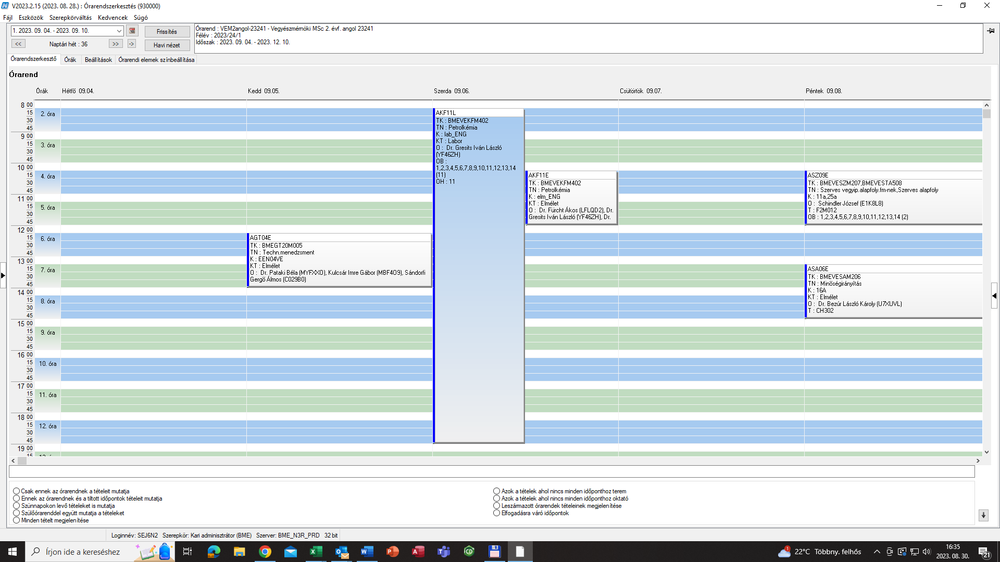 V2023.2.15 (2023. 08. 28.) : Órarendszerkesztés (930000)
Fájl Eszközök Szerepkörváltás Kedvencek Súgó
1. 2023. 09. 04. - 2023. 09. 10.
10
Frissítés
<< Naptári hét : 36 >> ->
Havi nézet
Órarend : VEM2angol-23241 - Vegyészmérnöki MSc 2. évf. angol 23241
Félév : 2023/24/1
Időszak : 2023. 09. 04. - 2023. 12. 10.
Órarendszerkesztő Órák Beállítások Órarendi elemek színbeállítása
Órarend
Órák Hétfő 09.04. Kedd 09.05. Szerda 09.06. Csütörtök 09.07. Péntek 09.08.
8 00
15
30
45
2. óra
9 00
15
30
45
3. óra
10 00
15
30
45
4. óra
11 00
15
30
45
5. óra
12 00
15
30
45
6. óra
13 00
15
30
45
7. óra
14 00
15
30
45
8. óra
15 00
15
30
45
9. óra
16 00
15
30
45
10. óra
17 00
15
30
45
11. óra
18 00
15
30
45
12. óra
19 00
15
AGT04E
TK : BMEGT20M005
TN : Techn.menedzsment
K : EEN04VE
KT : Elmélet
O : Dr. Pataki Béla (MYFXXO), Kulcsár Imre Gábor (MBF4O9), Sándorfi
Gergő Álmos (C029B0)
AKF11L
TK : BMEVEKFM402
TN : Petrolkémia
K : lab_ENG
KT : Labor
O : Dr. Gresits Iván László
(YF46ZH)
OB :
1,2,3,4,5,6,7,8,9,10,11,12,13,14
(11)
OH : 11
AKF11E
TK : BMEVEKFM402
TN : Petrolkémia
K : elm_ENG
KT : Elmélet
O : Dr. Fürcht Ákos (LFLQD2), Dr.
Gresits Iván László (YF46ZH), Dr.
ASZ09E
TK : BMEVESZM207,BMEVESTA508
TN : Szerves vegyip.alapfoly.fm-nek,Szerves alapfoly
K : 11a,25a
O : Schindler József (E1K8L8)
T : F2M012
OB : 1,2,3,4,5,6,7,8,9,10,11,12,13,14 (2)
ASA06E
TK : BMEVESAM206
TN : Minőségirányítás
K : 16A
KT : Elmélet
O : Dr. Bezúr László Károly (U7XUVL)
T : CH302
Csak ennek az órarendnek a tételeit mutatja
Ennek az órarendnek és a tiltott időpontok tételeit mutatja
Szünnapokon levő tételeket is mutatja
Szülőórarenddel együtt mutatja a tételeket
Minden tételt megjelenítése
Azok a tételek ahol nincs minden időponthoz terem
Azok a tételek ahol nincs minden időponthoz oktató
Leszármazott órarendek tételeinek megjelenítése
Elfogadásra váró időpontok
Loginnév: SEJ6N2 Szerepkör: Kari adminisztrátor (BME) Szerver: BME_N3R_PRD 32 bit
Írjon ide a kereséshez
1 22°C Többny. felhős
16:35
2023. 08. 30.
21